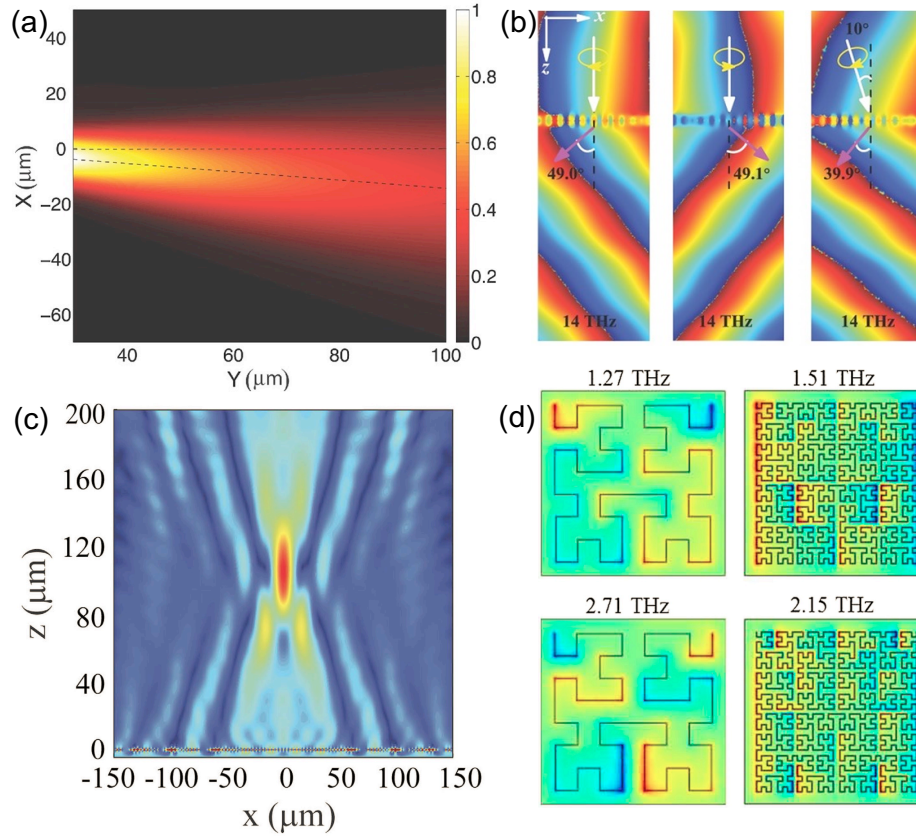 (a)
50
40
20
0
-20
-40
-60
X (μm)
40
60
80
100
Y (μm)
1
0.8
0.6
0.4
0.2
0
(b)
x
z
49.0°
14 THz
49.1°
14 THz
10°
39.9°
14 THz
(c)
200
160
120
80
40
0
z (μm)
-150
-100
-50
0
50
100
150
x (μm)
(d)
1.27 THz
1.51 THz
2.71 THz
2.15 THz